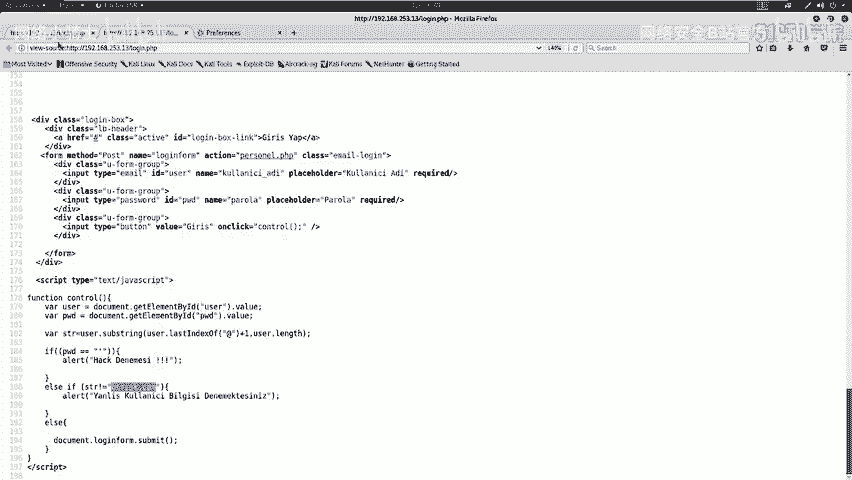 http://192.168.253.13/login.php - Mozilla Firefox
Preferences
view-source:http://192.168.253.13/login.php
140%
Search
Most Visited
Offensive Security
Kali Linux
Kali Docs
Kali Tools
Exploit-DB
Aircrack-ng
Kali Forums
NetHunter
Getting Started
153
154
155
156
157
158 <div class="login-box">
159 <div class="lb-header">
160 <a href="#" class="active" id="login-box-link">Giris Yap</a>
161 </div>
162 <form method="Post" name="loginform" action="personel.php" class="email-login">
163 <div class="u-form-group">
164 <input type="email" id="user" name="kullanici_adi" placeholder="Kullanici Adi" required/>
165 </div>
166 <div class="u-form-group">
167 <input type="password" id="pwd" name="parola" placeholder="Parola" required/>
168 </div>
169 <div class="u-form-group">
170 <input type="button" value="Giris" onclick="control();" />
171 </div>
172
173 </form>
174 </div>
175
176 <script type="text/javascript">
177
178 function control(){
179 var user = document.getElementById("user").value;
180 var pwd = document.getElementById("pwd").value;
181
182 var str=user.substring(user.lastIndexOf("@")+1,user.length);
183
184 if((pwd == "'")){
185 alert("Hack Denemesi !!!");
186
187 }
188 else if (str!=" "){
189 alert("Yanlis Kullanici Bilgisi Denemektesiniz");
190
191 }
192 else{
193
194 document.loginform.submit();
195 }
196 }
197 </script>
198